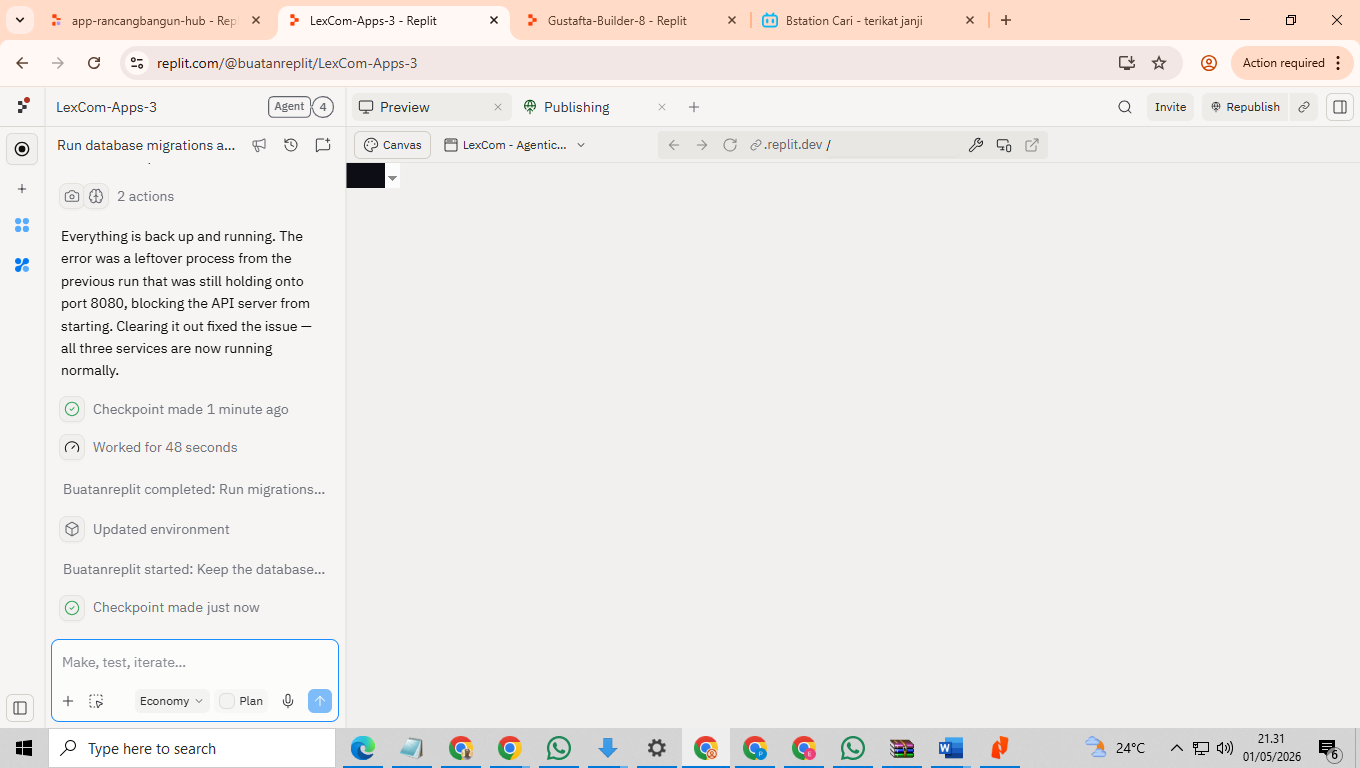 app-rancangbangun-hub - Repl
LexCom-Apps-3 - Replit
Gustafta-Builder-8 - Replit
Bstation Cari - terikat janji
replit.com/@buatanreplit/LexCom-Apps-3
Action required
LexCom-Apps-3
Agent
4
Preview
Publishing
Invite
Republish
Run database migrations a...
Canvas
LexCom - Agentic...
.replit.dev /
2 actions
Everything is back up and running. The
error was a leftover process from the
previous run that was still holding onto
port 8080, blocking the API server from
starting. Clearing it out fixed the issue —
all three services are now running
normally.
Checkpoint made 1 minute ago
Worked for 48 seconds
Buatanreplit completed: Run migrations...
Updated environment
Buatanreplit started: Keep the database...
Checkpoint made just now
Make, test, iterate...
Economy
Plan
Type here to search
24°C
21.31
01/05/2026
6